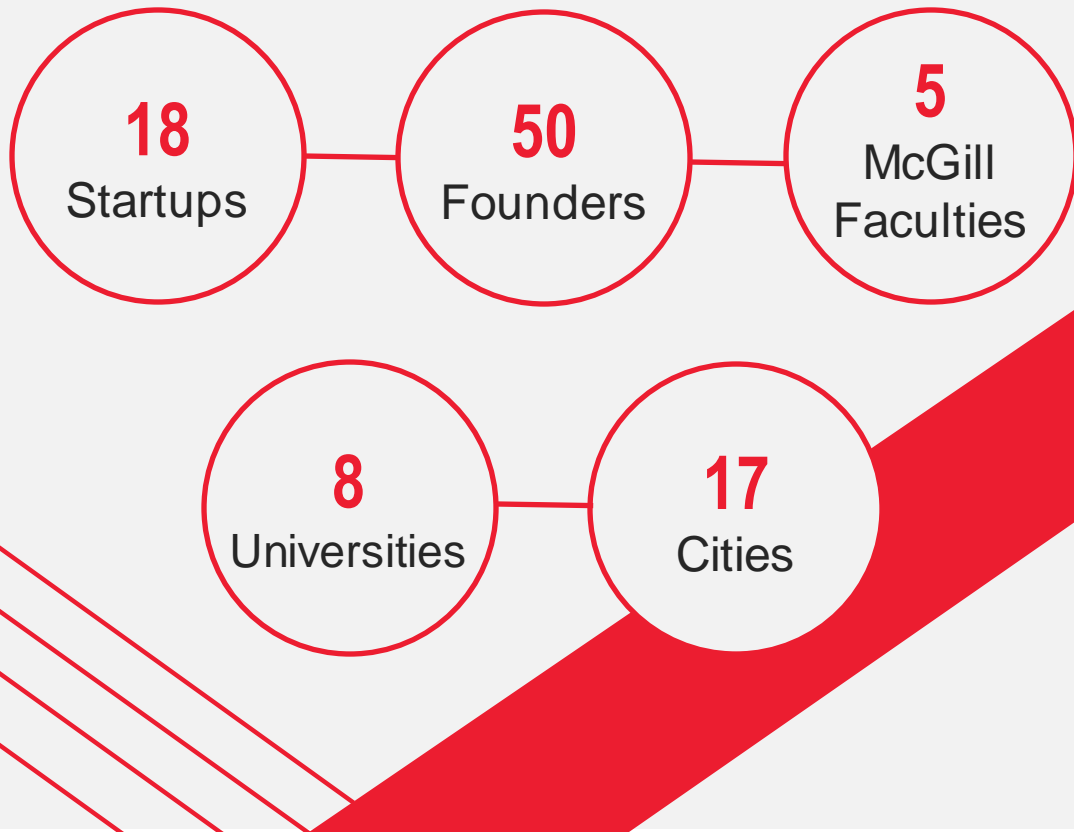 18
Startups
50
Founders
5
McGill
Faculties
8
Universities
17
Cities